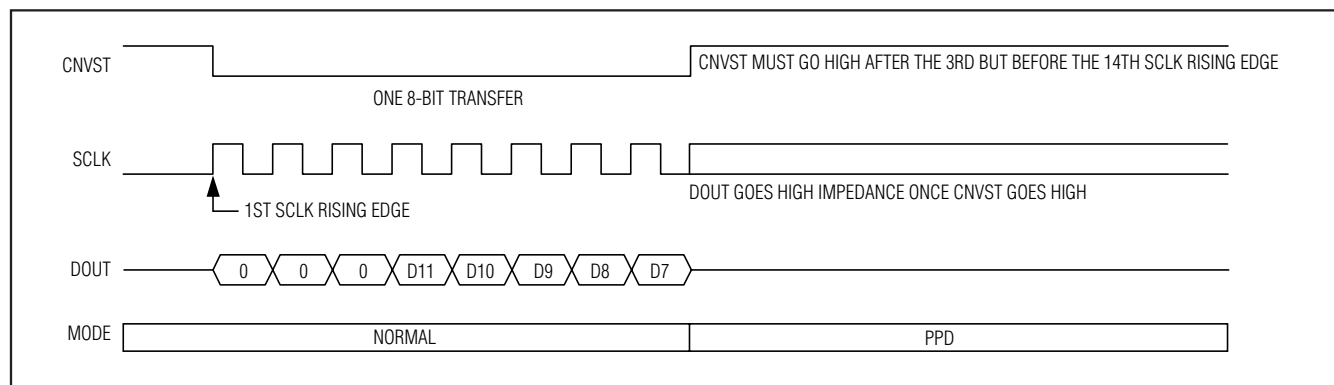 CNVST
CNVST MUST GO HIGH AFTER THE 3RD BUT BEFORE THE 14TH SCLK RISING EDGE
ONE 8-BIT TRANSFER
SCLK
DOUT GOES HIGH IMPEDANCE ONCE CNVST GOES HIGH
1ST SCLK RISING EDGE
DOUT 0 0 0 D11 D10 D9 D8 D7
MODE NORMAL PPD